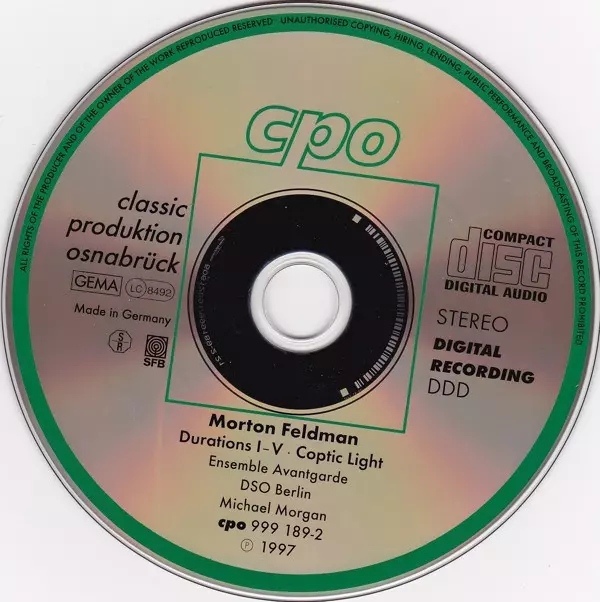 ALL RIGHTS OF THE PRODUCER AND OF THE OWNER OF THE WORK REPRODUCED RESERVED · UNAUTHORISED COPYING, HIRING, LENDING, PUBLIC PERFORMANCE AND BROADCASTING OF THIS RECORD PROHIBITED
cpo
classic
produktion
osnabrück
GEMA LC 8492
Made in Germany
SFB
COMPACT
disc
DIGITAL AUDIO
STEREO
DIGITAL
RECORDING
DDD
Morton Feldman
Durations I–V · Coptic Light
Ensemble Avantgarde
DSO Berlin
Michael Morgan
cpo 999 189-2
Ⓟ 1997